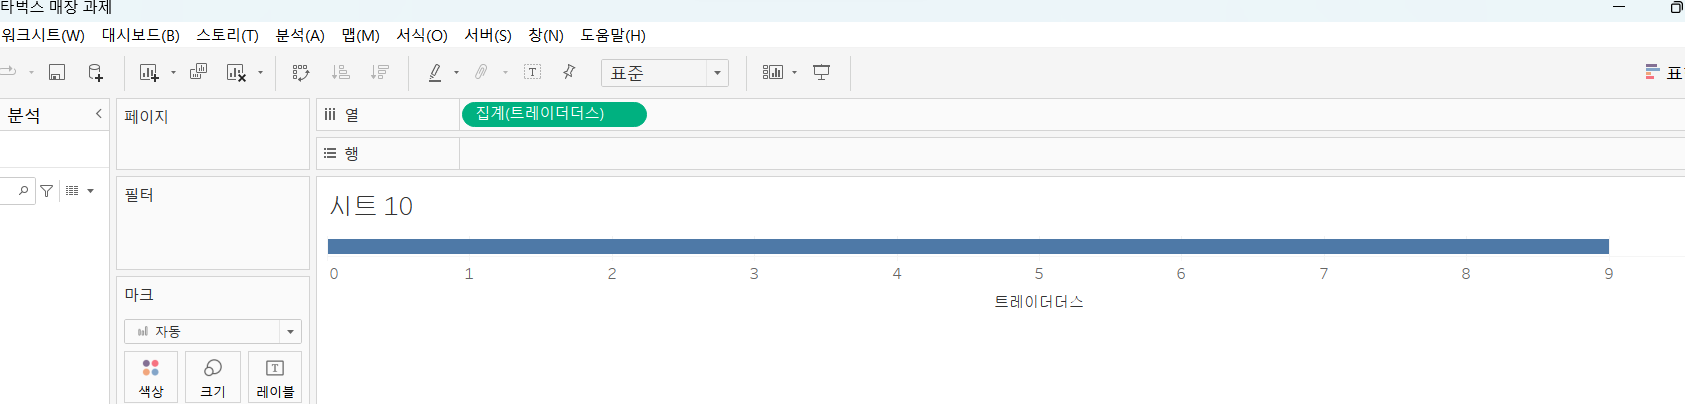 타벅스 매장 과제
워크시트(W) 대시보드(B) 스토리(T) 분석(A) 맵(M) 서식(O) 서버(S) 창(N) 도움말(H)
표준
분석
페이지
열 집계(트레이더더스)
행
필터
시트 10
0 1 2 3 4 5 6 7 8 9
트레이더더스
마크
자동
색상 크기 레이블